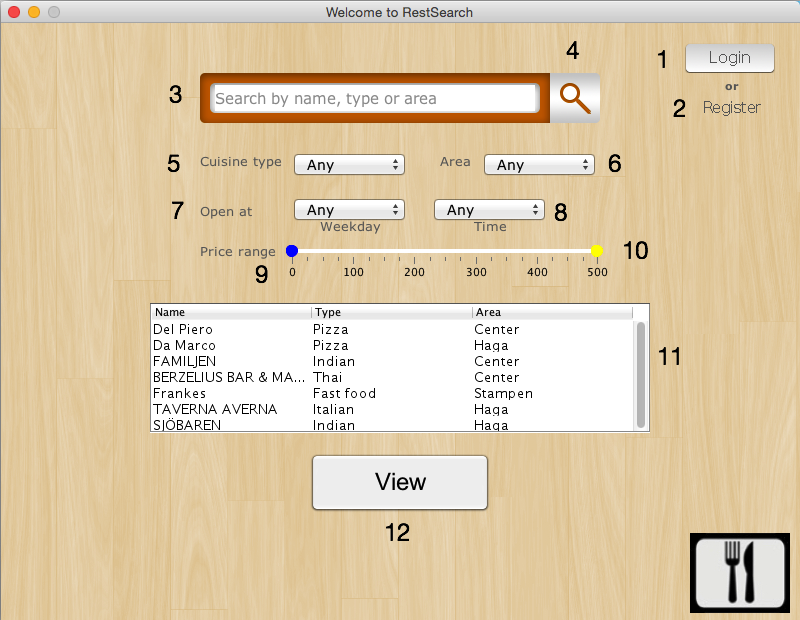 Welcome to RestSearch
4
1 Login
or
2 Register
3 Search by name, type or area
5 Cuisine type Any Area Any 6
7 Open at Any Any 8
Weekday Time
Price range 10
9 0 100 200 300 400 500
Name Type Area
Del Piero Pizza Center
Da Marco Pizza Haga
FAMILJEN Indian Center
BERZELIUS BAR & MA... Thai Center
Frankes Fast food Stampen
TAVERNA AVERNA Italian Haga
SJÖBAREN Indian Haga
11
View
12